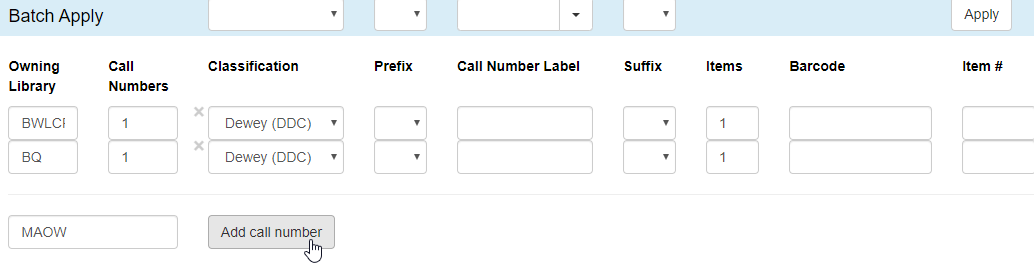 Batch Apply Apply
Owning Library Call Numbers Classification Prefix Call Number Label Suffix Items Barcode Item #
1 Dewey (DDC) 1
BQ 1 Dewey (DDC) 1
MAOW Add call number